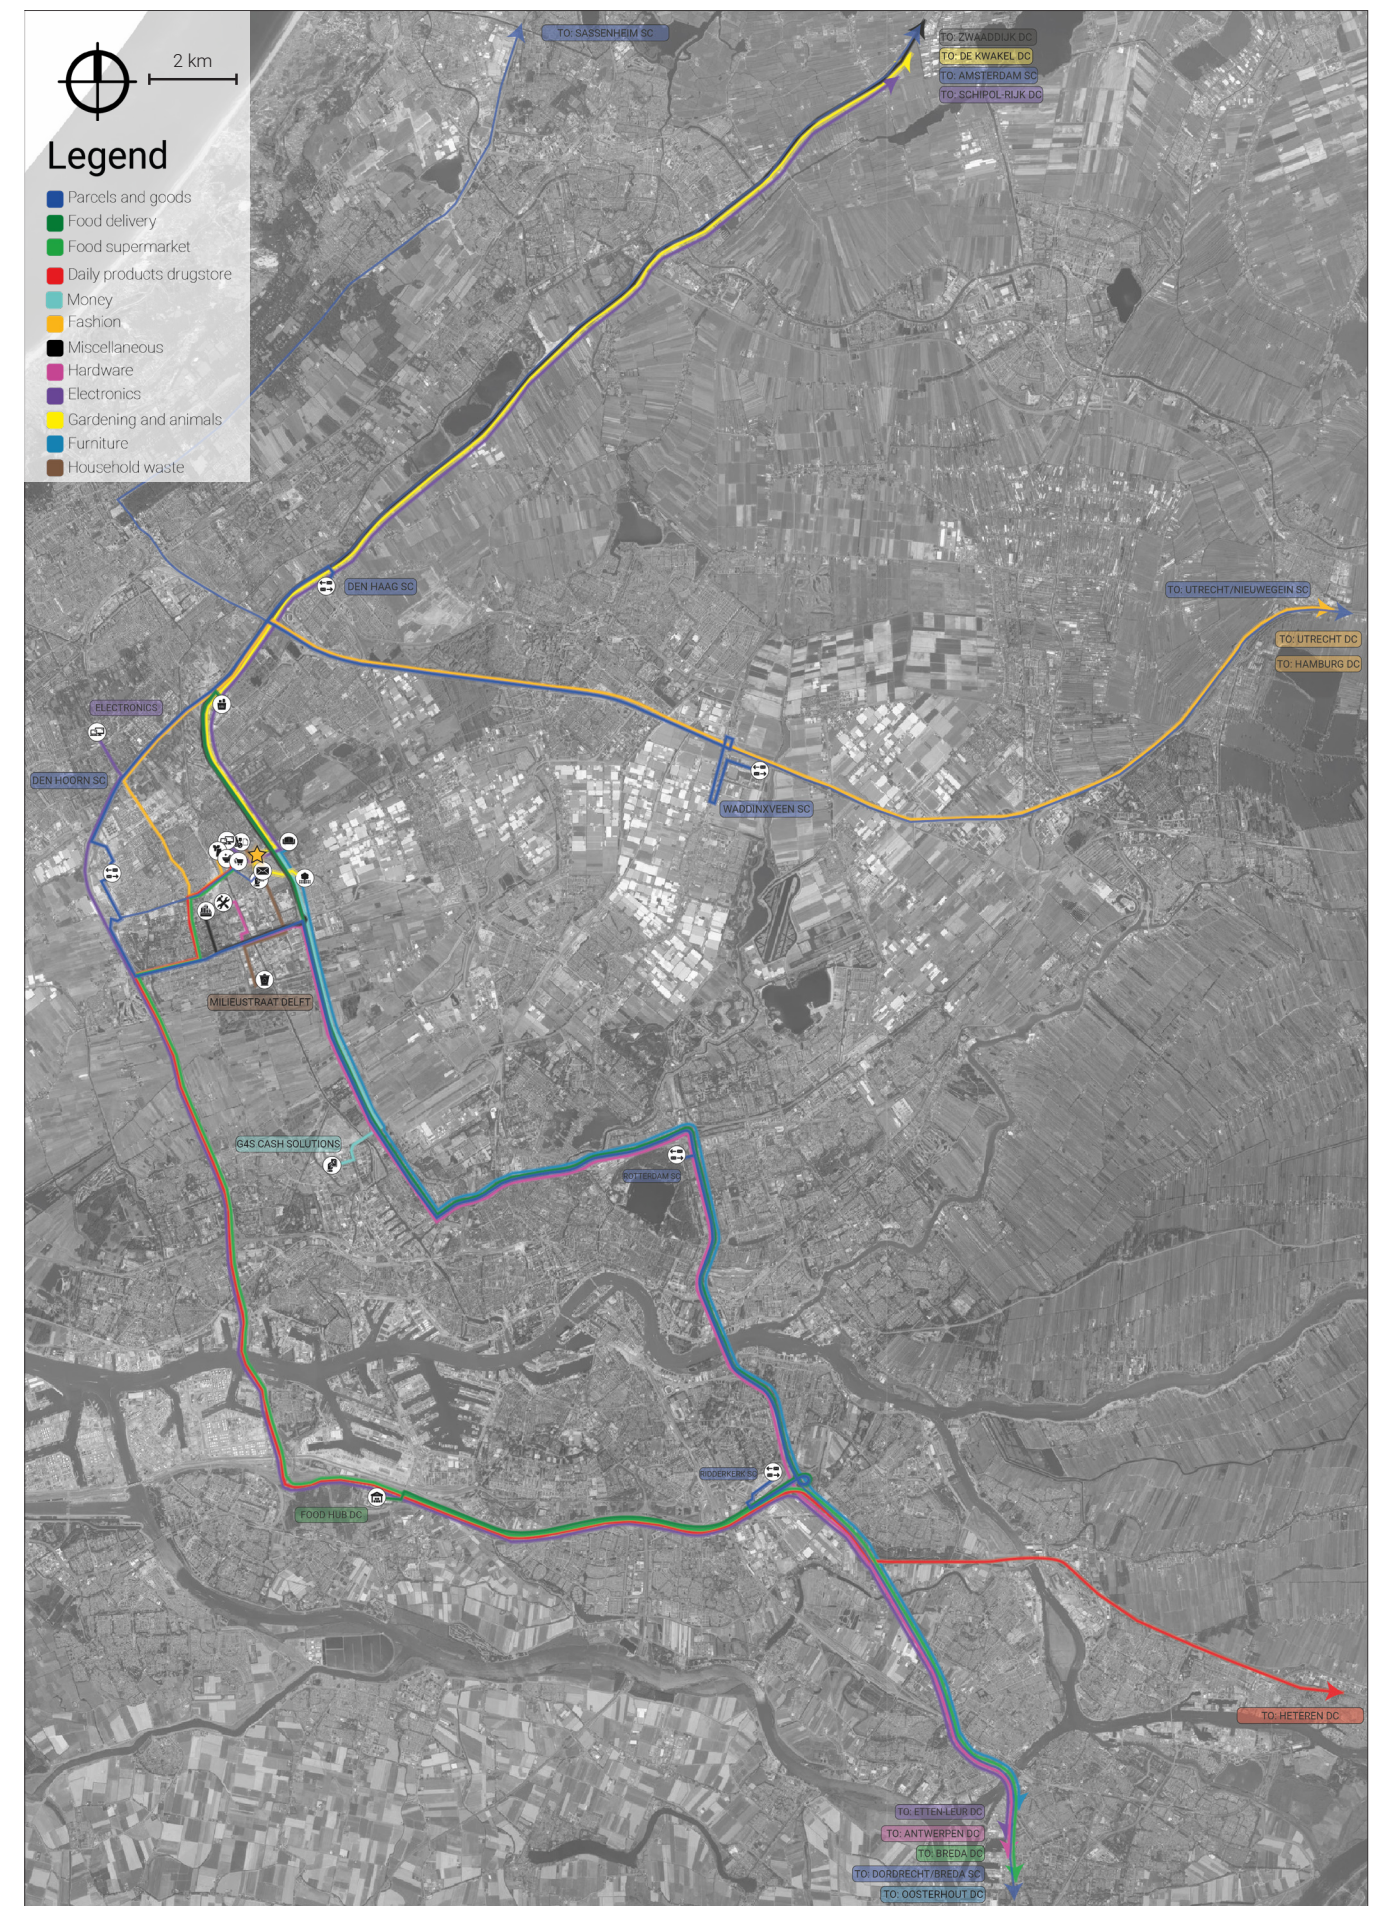 2 km
Legend
Parcels and goods
Food delivery
Food supermarket
Daily products drugstore
Money
Fashion
Miscellaneous
Hardware
Electronics
Gardening and animals
Furniture
Household waste
TO: SASSENHEIM SC
TO: ZWAADDIJK DC
TO: DE KWAKEL DC
TO: AMSTERDAM SC
TO: SCHIPOL-RIJK DC
DEN HAAG SC
TO: UTRECHT/NIEUWEGEIN SC
TO: UTRECHT DC
TO: HAMBURG DC
ELECTRONICS
DEN HOORN SC
WADDINXVEEN SC
MILIEUSTRAAT DELFT
G4S CASH SOLUTIONS
ROTTERDAM SC
RIDDERKERK SC
FOOD HUB DC
TO: HETEREN DC
TO: ETTEN-LEUR DC
TO: ANTWERPEN DC
TO: BREDA DC
TO: DORDRECHT/BREDA SC
TO: OOSTERHOUT DC